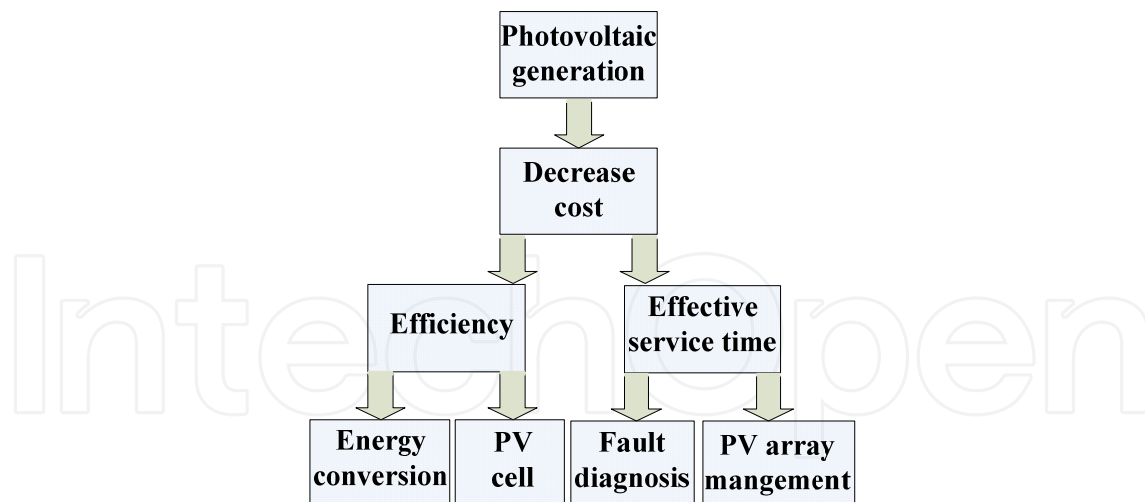 Photovoltaic
generation
Decrease
cost
Efficiency
Effective
service time
Energy
conversion
PV
cell
Fault
diagnosis
PV array
mangement
IntechOpen